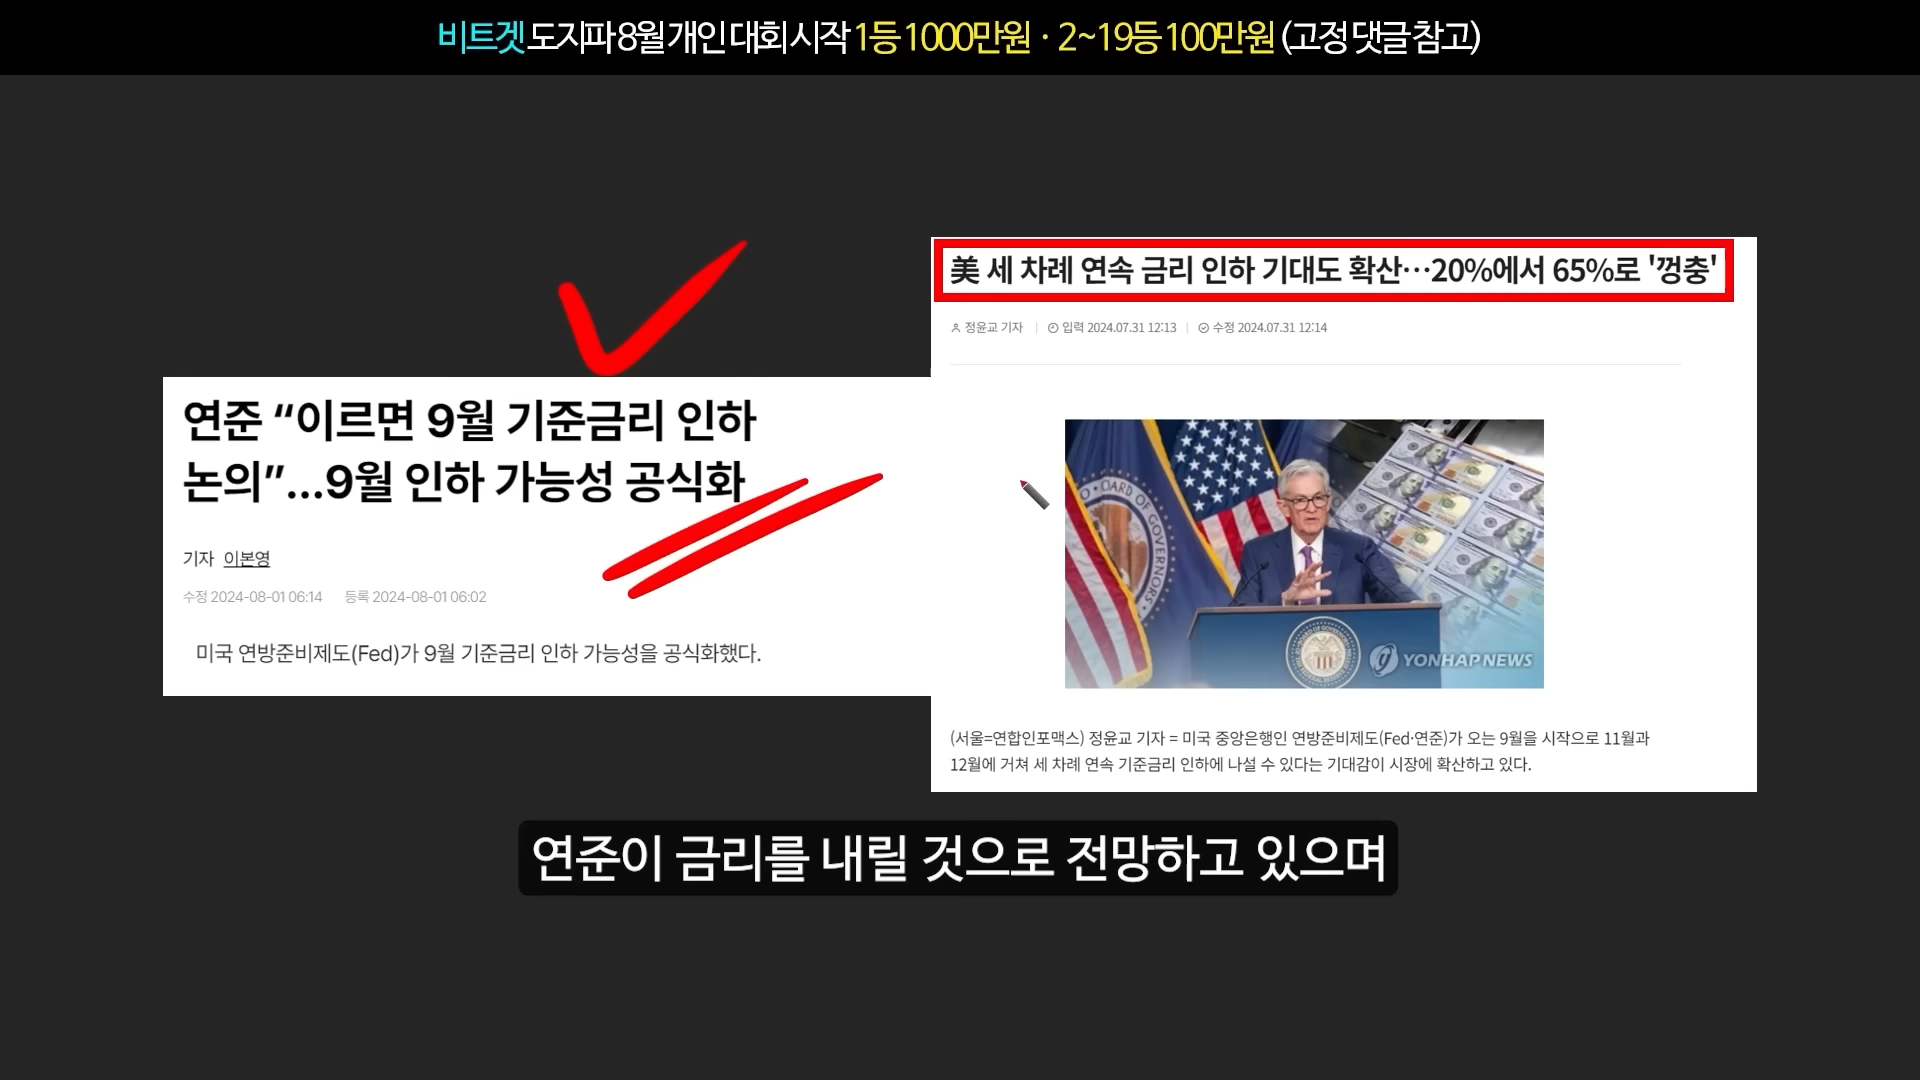 비트겟 도지파 8월 개인 대회 시작 1등 1000만원 · 2~19등 100만원 (고정 댓글 참고)
연준 “이르면 9월 기준금리 인하
논의”...9월 인하 가능성 공식화
기자 이본영
수정 2024-08-01 06:14 등록 2024-08-01 06:02
미국 연방준비제도(Fed)가 9월 기준금리 인하 가능성을 공식화했다.
美 세 차례 연속 금리 인하 기대도 확산…20%에서 65%로 '껑충'
정윤교 기자 | 입력 2024.07.31 12:13 | 수정 2024.07.31 12:14
BOARD OF GOVERNORS
YONHAP NEWS
(서울=연합인포맥스) 정윤교 기자 = 미국 중앙은행인 연방준비제도(Fed·연준)가 오는 9월을 시작으로 11월과
12월에 거쳐 세 차례 연속 기준금리 인하에 나설 수 있다는 기대감이 시장에 확산하고 있다.
연준이 금리를 내릴 것으로 전망하고 있으며